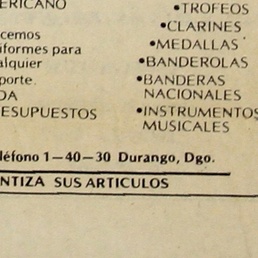 ERICANO
cemos
iformes para
alquier
porte.
DA
ESUPUESTOS
•TROFEOS
•CLARINES
•MEDALLAS
•BANDEROLAS
•BANDERAS
NACIONALES
•INSTRUMENTOS
MUSICALES
léfono 1—40—30 Durango, Dgo.
NTIZA SUS ARTICULOS